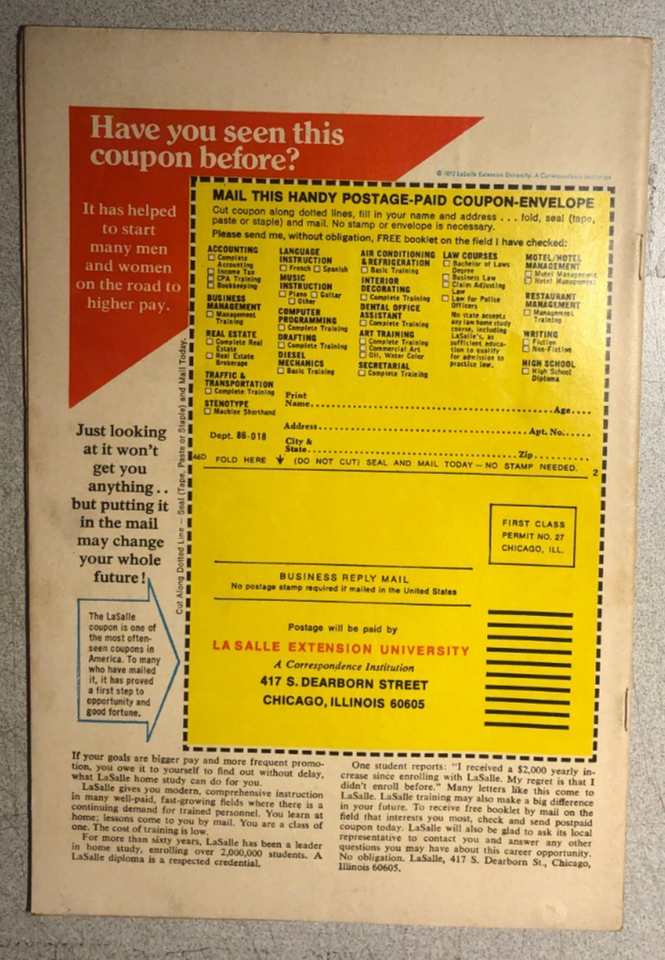 Have you seen this
coupon before?
It has helped
to start
many men
and women
on the road to
higher pay.
© 1972 LaSalle Extension University, A Correspondence Institution
MAIL THIS HANDY POSTAGE-PAID COUPON-ENVELOPE
Cut coupon along dotted lines, fill in your name and address . . . fold, seal (tape,
paste or staple) and mail. No stamp or envelope is necessary.
Please send me, without obligation, FREE booklet on the field I have checked:
ACCOUNTING
Complete
Accounting
Income Tax
CPA Training
Bookkeeping
BUSINESS
MANAGEMENT
Management
Training
REAL ESTATE
Complete Real
Estate
Real Estate
Brokerage
TRAFFIC &
TRANSPORTATION
Complete Training
STENOTYPE
Machine Shorthand
LANGUAGE
INSTRUCTION
French Spanish
MUSIC
INSTRUCTION
Piano Guitar
Other
COMPUTER
PROGRAMMING
Complete Training
DRAFTING
Complete Training
DIESEL
MECHANICS
Basic Training
AIR CONDITIONING
& REFRIGERATION
Basic Training
INTERIOR
DECORATING
Complete Training
DENTAL OFFICE
ASSISTANT
Complete Training
ART TRAINING
Complete Training
Commercial Art
Oil, Water Color
SECRETARIAL
Complete Training
LAW COURSES
Bachelor of Laws
Degree
Business Law
Claim Adjusting
Law
Law for Police
Officers
No state accepts
any law home study
course, including
LaSalle's, as
sufficient educa-
tion to qualify
for admission to
practice law.
MOTEL/HOTEL
MANAGEMENT
Motel Management
Hotel Management
RESTAURANT
MANAGEMENT
Management
Training
WRITING
Fiction
Non-Fiction
HIGH SCHOOL
High School
Diploma
Print
Name Age
Address Apt. No.
Dept. 86-018
City &
State Zip
46D FOLD HERE (DO NOT CUT) SEAL AND MAIL TODAY — NO STAMP NEEDED. 2
Cut Along Dotted Line — Seal (Tape, Paste or Staple) and Mail Today.
Just looking
at it won't
get you
anything . .
but putting it
in the mail
may change
your whole
future!
The LaSalle
coupon is one of
the most often-
seen coupons in
America. To many
who have mailed
it, it has proved
a first step to
opportunity and
good fortune.
FIRST CLASS
PERMIT NO. 27
CHICAGO, ILL.
BUSINESS REPLY MAIL
No postage stamp required if mailed in the United States
Postage will be paid by
LA SALLE EXTENSION UNIVERSITY
A Correspondence Institution
417 S. DEARBORN STREET
CHICAGO, ILLINOIS 60605
If your goals are bigger pay and more frequent promo-
tion, you owe it to yourself to find out without delay,
what LaSalle home study can do for you.
LaSalle gives you modern, comprehensive instruction
in many well-paid, fast-growing fields where there is a
continuing demand for trained personnel. You learn at
home; lessons come to you by mail. You are a class of
one. The cost of training is low.
For more than sixty years, LaSalle has been a leader
in home study, enrolling over 2,000,000 students. A
LaSalle diploma is a respected credential.
One student reports: "I received a $2,000 yearly in-
crease since enrolling with LaSalle. My regret is that I
didn't enroll before." Many letters like this come to
LaSalle. LaSalle training may also make a big difference
in your future. To receive free booklet by mail on the
field that interests you most, check and send postpaid
coupon today. LaSalle will also be glad to ask its local
representative to contact you and answer any other
questions you may have about this career opportunity.
No obligation. LaSalle, 417 S. Dearborn St., Chicago,
Illinois 60605.